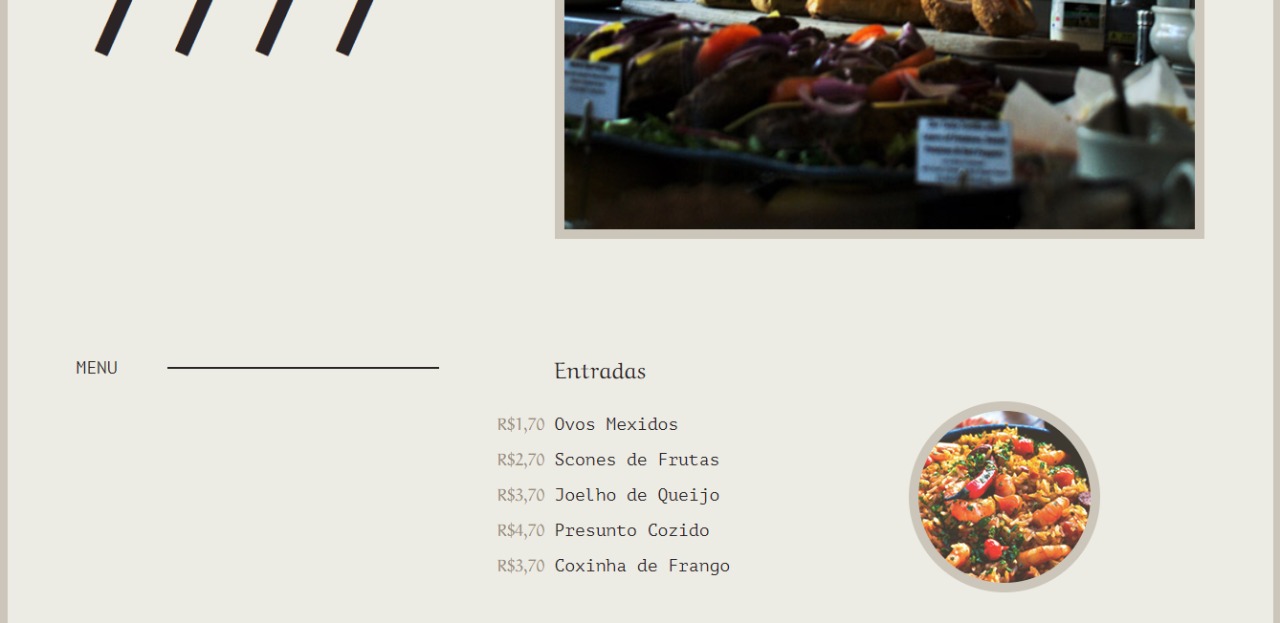 MENU
Entradas
R$1,70 Ovos Mexidos
R$2,70 Scones de Frutas
R$3,70 Joelho de Queijo
R$4,70 Presunto Cozido
R$3,70 Coxinha de Frango